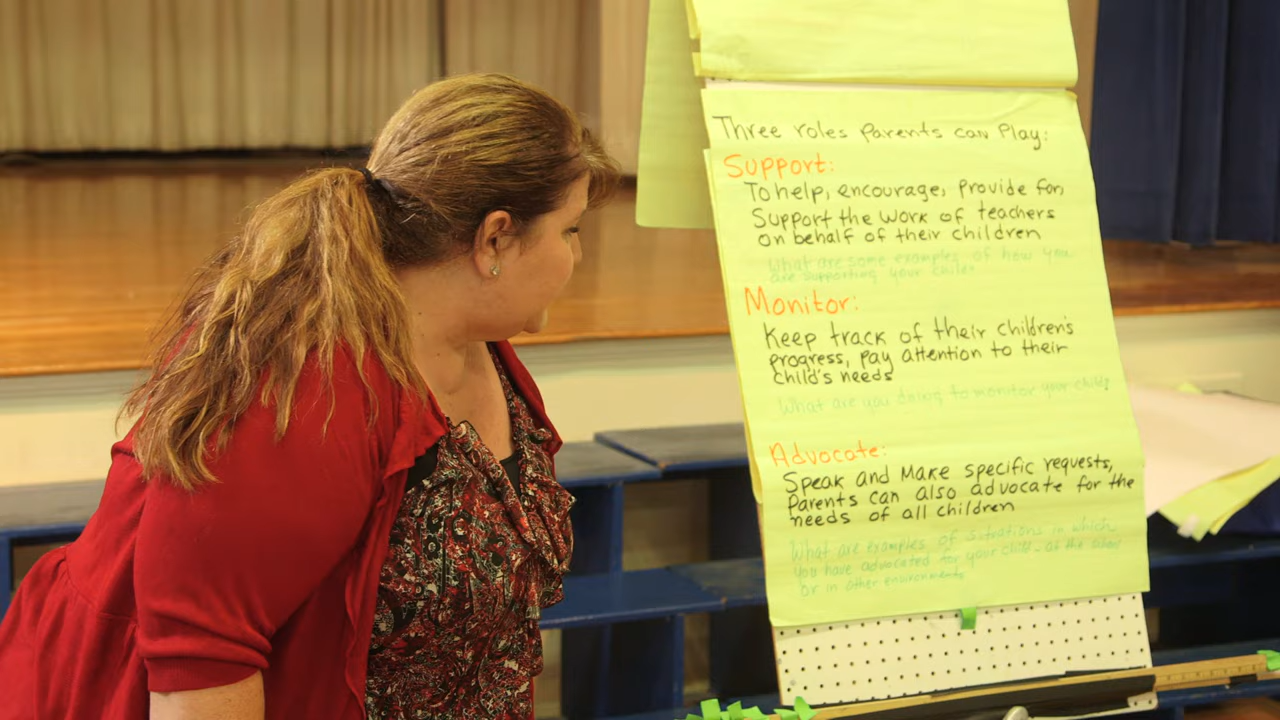 Three roles parents can Play:
Support:
To help, encourage, Provide for,
Support the work of teachers
on behalf of their children
What are some examples of how you
are supporting your child?
Monitor:
Keep track of their children's
progress, pay attention to their
child's needs
What are you doing to monitor your child?
Advocate:
Speak and Make specific requests,
Parents can also advocate for the
needs of all children
What are examples of situations in which
you have advocated for your child - at the school
or in other environments